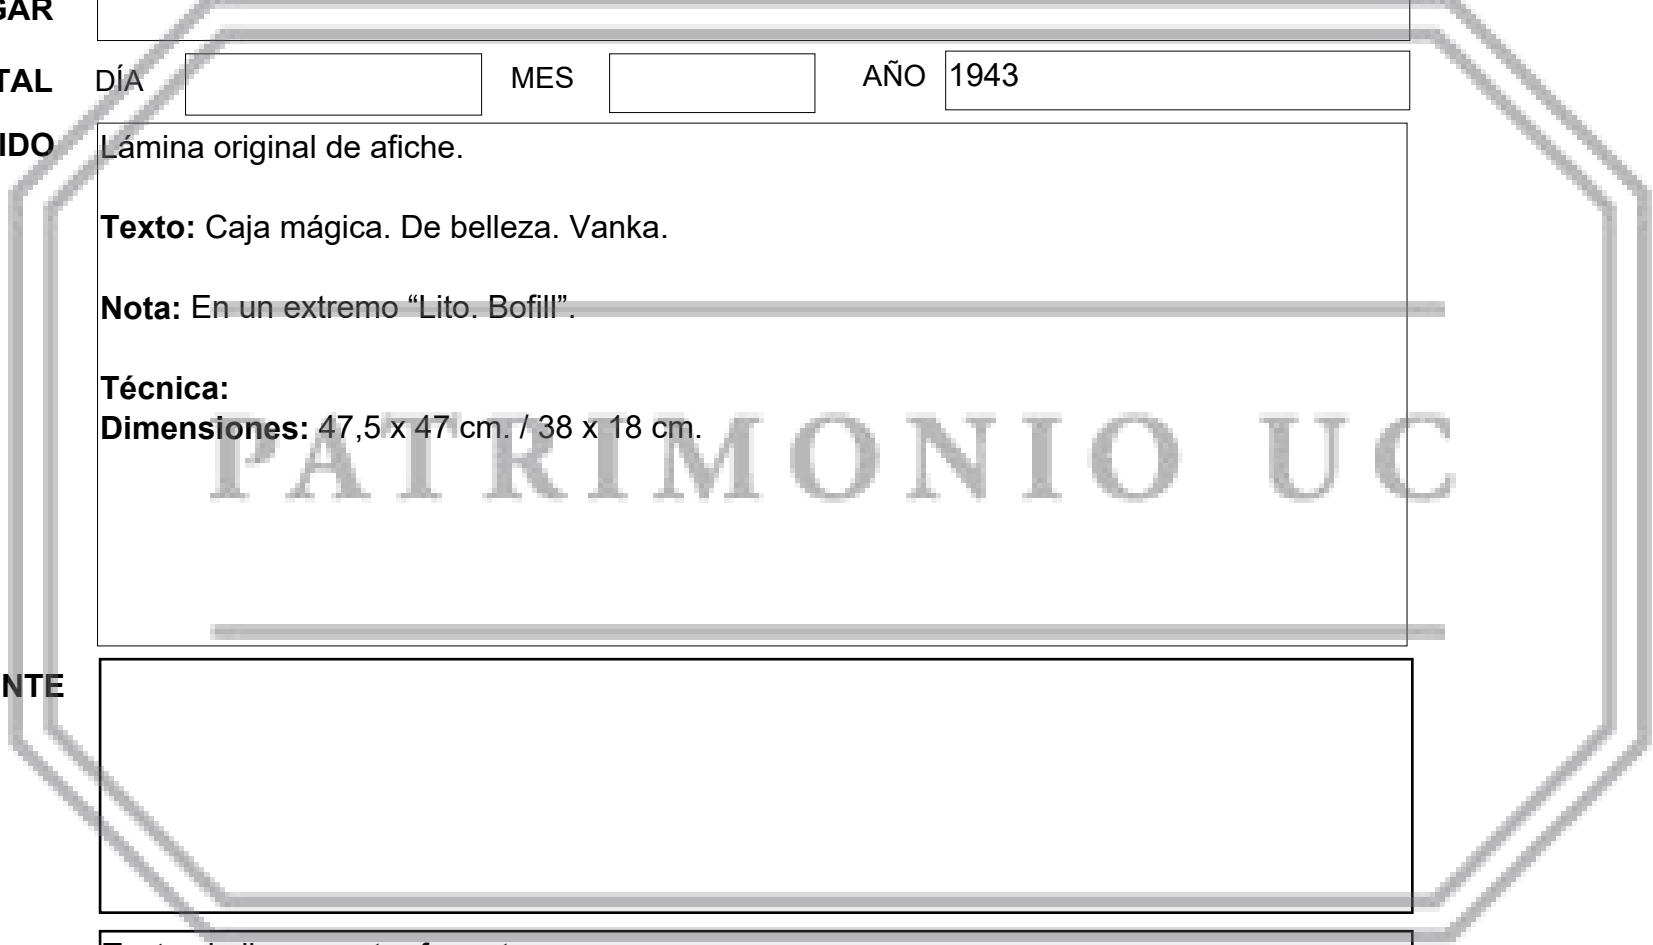 GAR
TAL DÍA MES AÑO 1943
IDO Lámina original de afiche.
Texto: Caja mágica. De belleza. Vanka.
Nota: En un extremo “Lito. Bofill”.
Técnica:
Dimensiones: 47,5 x 47 cm. / 38 x 18 cm.
PATRIMONIO UC
NTE